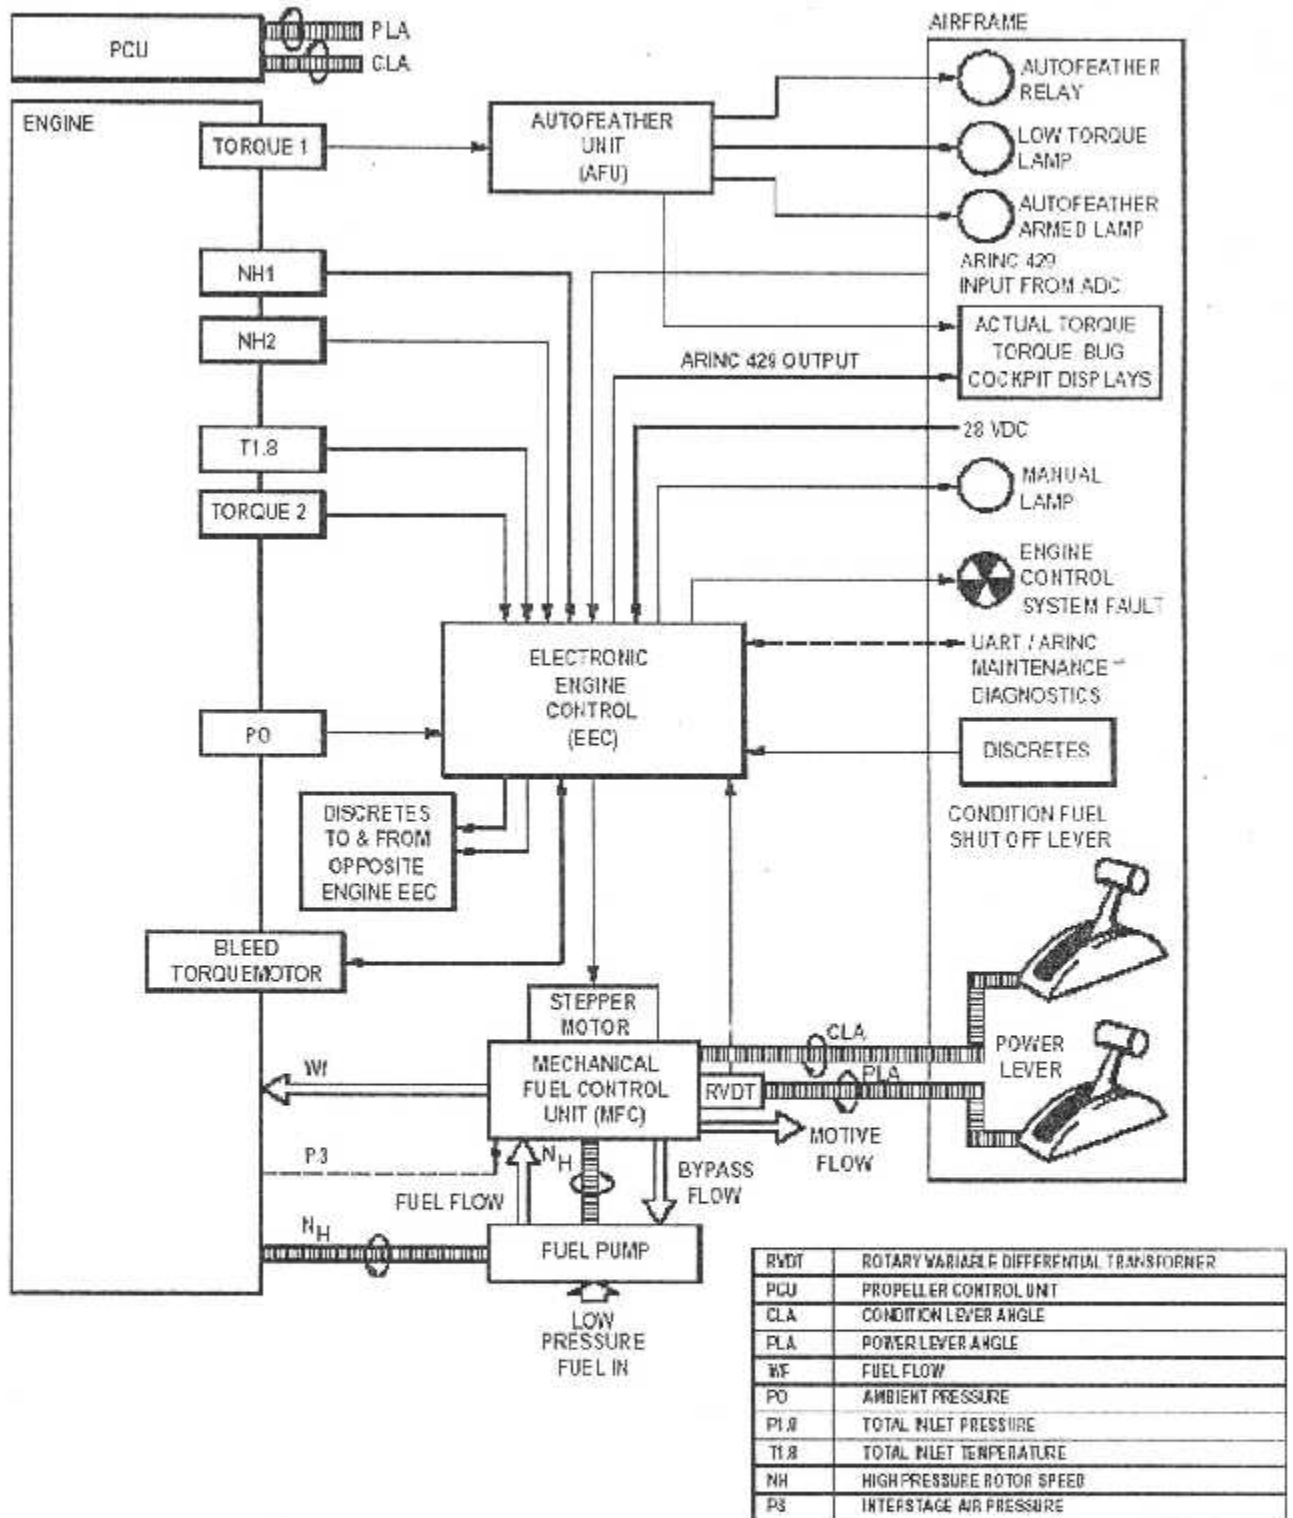 PCU
PLA
CLA
AIRFRAME
ENGINE
TORQUE 1
AUTOFEATHER
UNIT
(AFU)
AUTOFEATHER
RELAY
LOW TORQUE
LAMP
AUTOFEATHER
ARMED LAMP
NH1
ARINC 429
INPUT FROM ADC
NH2
ACTUAL TORQUE
TORQUE BUG
COCKPIT DISPLAYS
ARINC 429 OUTPUT
T1.8
28 VDC
TORQUE 2
MANUAL
LAMP
ENGINE
CONTROL
SYSTEM FAULT
ELECTRONIC
ENGINE
CONTROL
(EEC)
UART / ARINC
MAINTENANCE
DIAGNOSTICS
PO
DISCRETES
DISCRETES
TO & FROM
OPPOSITE
ENGINE EEC
CONDITION FUEL
SHUT OFF LEVER
BLEED
TORQUEMOTOR
STEPPER
MOTOR
CLA
POWER
LEVER
Wf
MECHANICAL
FUEL CONTROL
UNIT (MFC)
RVDT
PLA
MOTIVE
FLOW
P3
NH
BYPASS
FLOW
FUEL FLOW
NH
FUEL PUMP
LOW
PRESSURE
FUEL IN
RVDT ROTARY VARIABLE DIFFERENTIAL TRANSFORMER
PCU PROPELLER CONTROL UNIT
CLA CONDITION LEVER ANGLE
PLA POWER LEVER ANGLE
WF FUEL FLOW
PO AMBIENT PRESSURE
P1.8 TOTAL INLET PRESSURE
T1.8 TOTAL INLET TEMPERATURE
NH HIGH PRESSURE ROTOR SPEED
P3 INTERSTAGE AIR PRESSURE